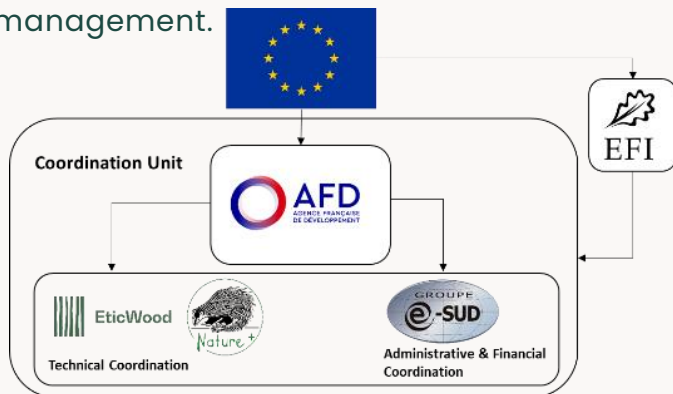 management.
EFI
Coordination Unit
AFD
AGENCE FRANÇAISE
DE DÉVELOPPEMENT
EticWood
Nature +
Technical Coordination
GROUPE
e-SUD
Administrative & Financial
Coordination